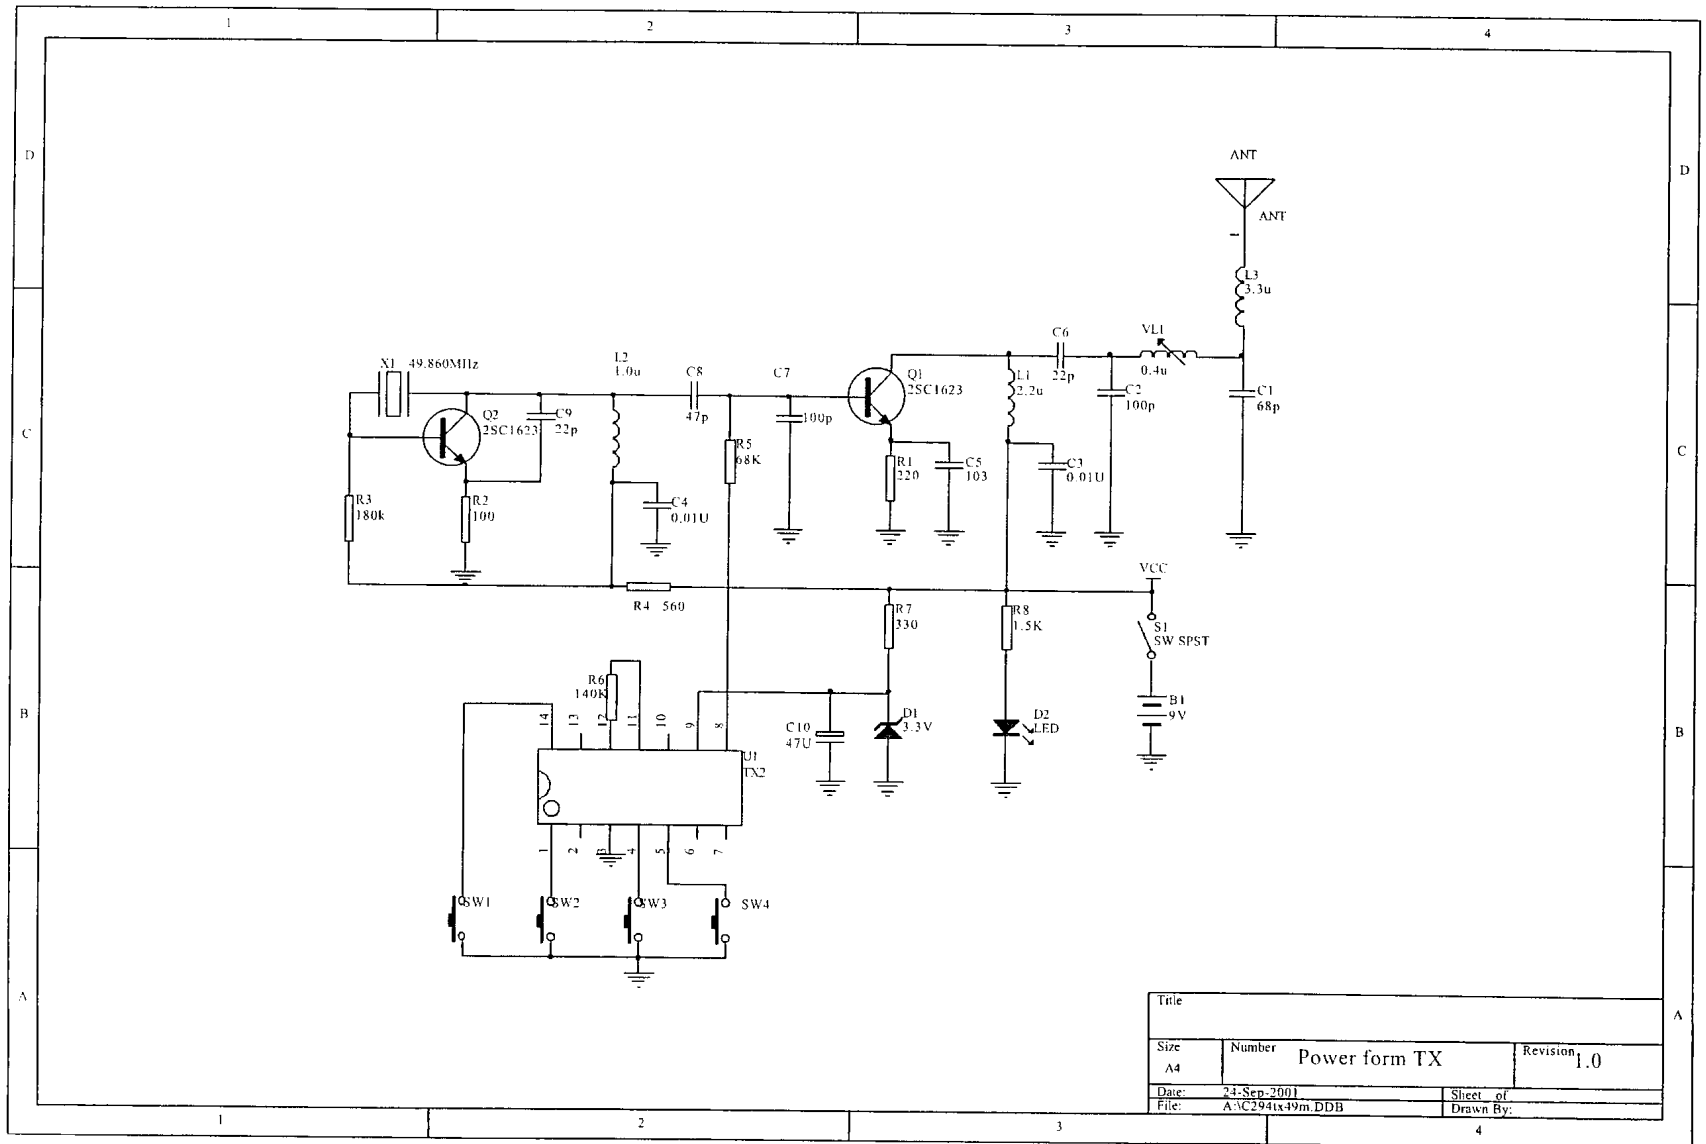 1
2
3
4
D
D
ANT
ANT
1
L3
3.3u
X1 49.860MHz
L2
1.0u
C8
47p
C7
100p
Q1
2SC1623
L1
2.2u
C6
22p
VL1
0.4u
C2
100p
C1
68p
Q2
2SC1623
C9
22p
C
C
R5
68K
R1
220
C5
103
C3
0.01U
R3
180k
R2
100
C4
0.01U
R4 560
VCC
R7
330
R8
1.5K
S1
SW SPST
R6
140K
B1
9V
B
B
14
13
12
11
10
9
8
C10
47U
D1
3.3V
D2
LED
U1
TX2
1
2
3
4
5
6
7
SW1
SW2
SW3
SW4
A
A
Title
Size
A4
Number
Power form TX
Revision
1.0
Date: 24-Sep-2001
Sheet of
File: A:\C294tx49m.DDB
Drawn By:
1
2
3
4